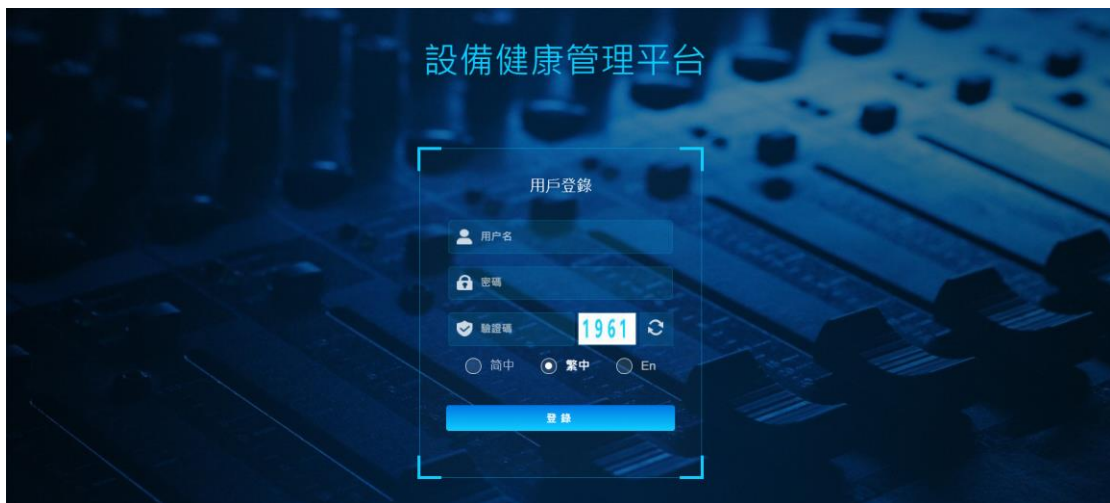 設備健康管理平台
用戶登錄
用户名
密碼
驗證碼 1961
简中 繁中 En
登錄